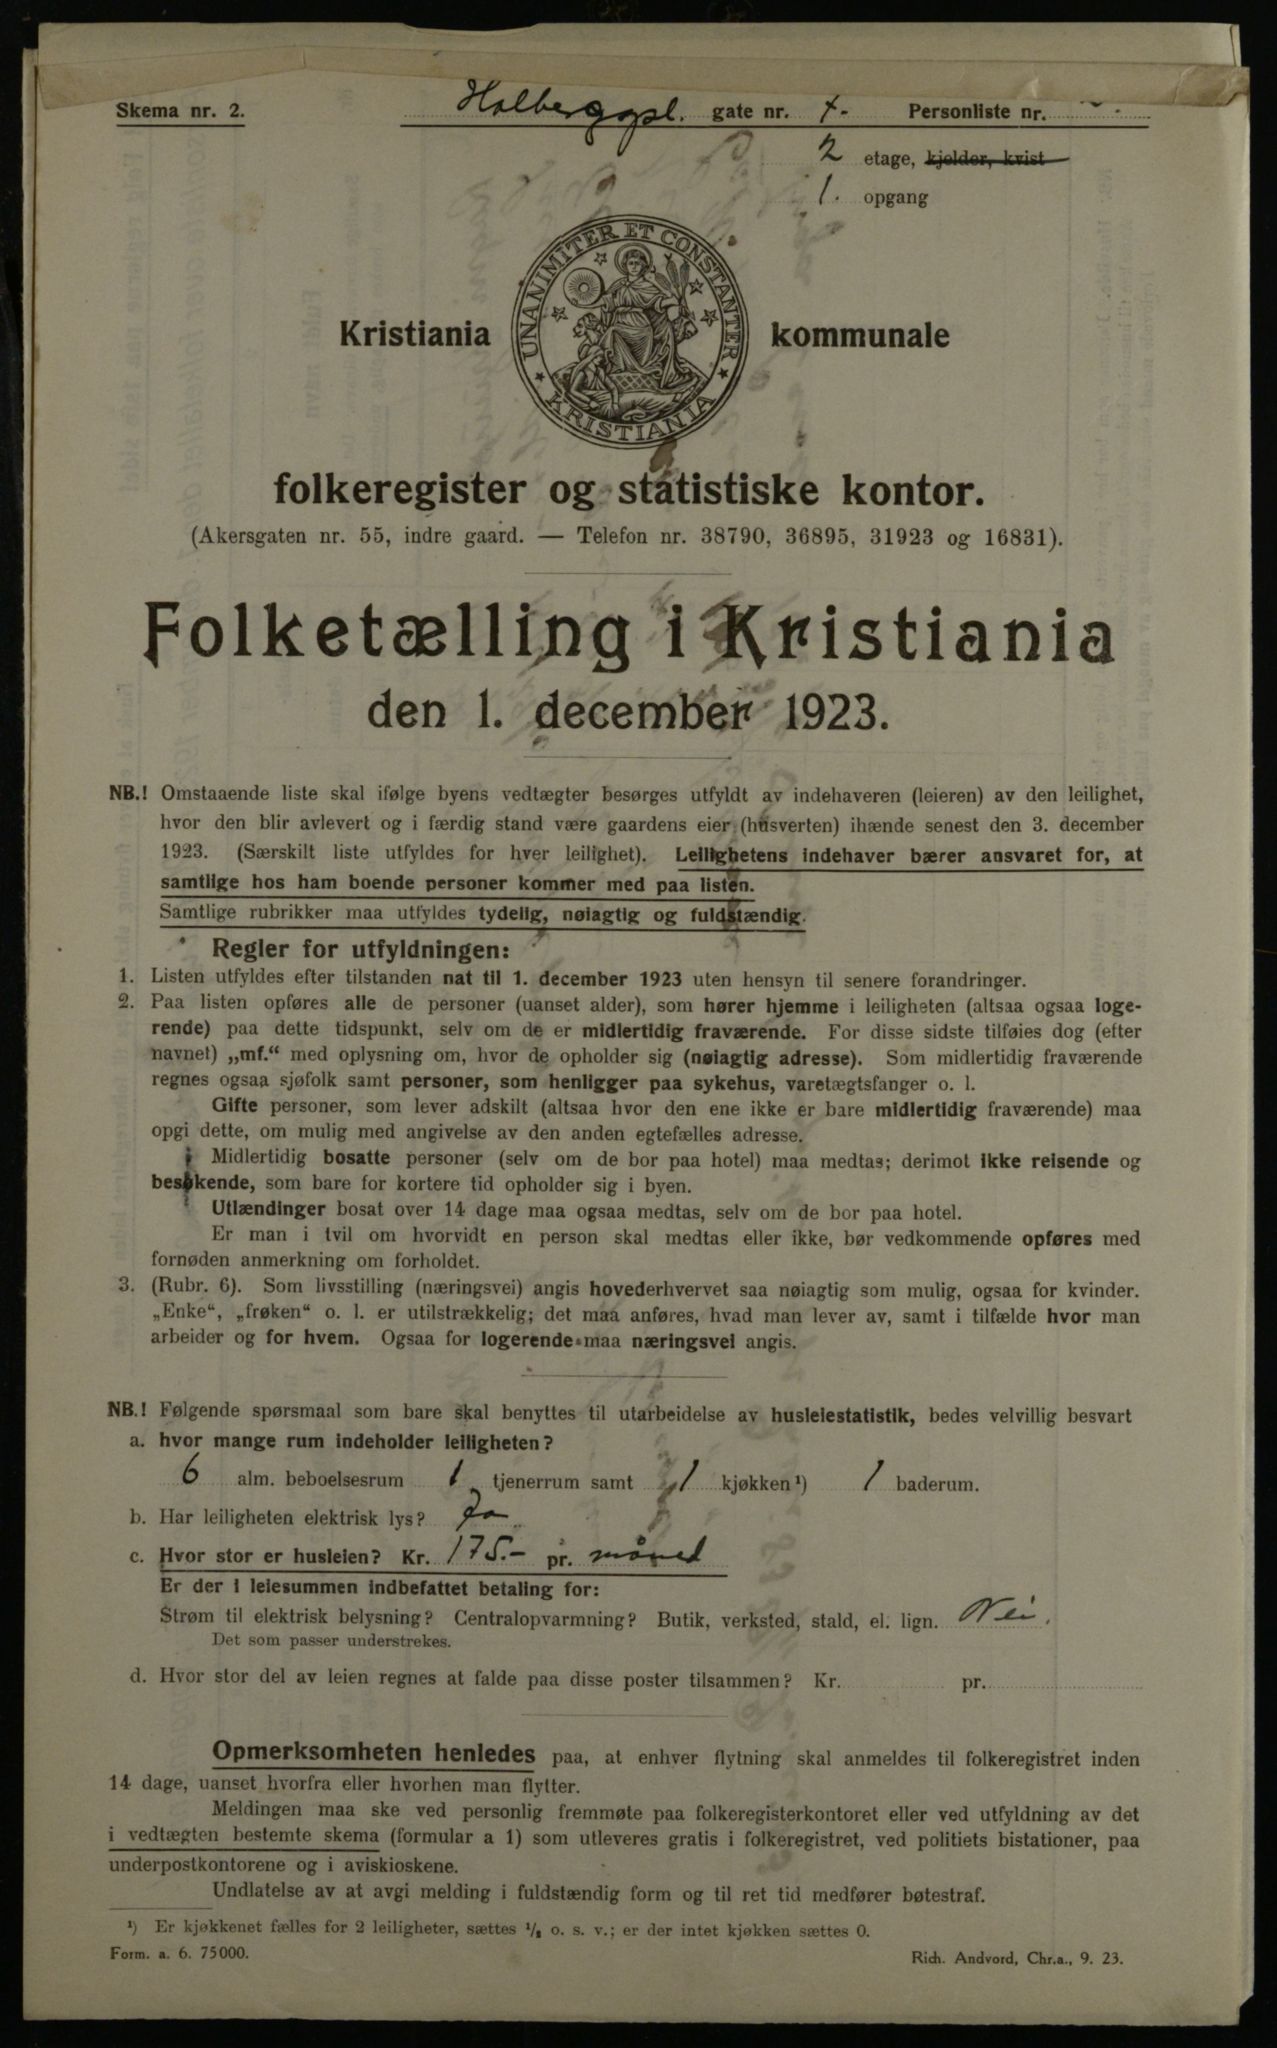 Skema nr. 2.
Holbergspl. gate nr. 4- Personliste nr.
2 etage, kjelder, kvist
1. opgang
UNANIMITER ET CONSTANTER
KRISTIANIA
Kristiania kommunale
folkeregister og statistiske kontor.
(Akersgaten nr. 55, indre gaard. — Telefon nr. 38790, 36895, 31923 og 16831).
Folketælling i Kristiania
den 1. december 1923.
NB.! Omstaaende liste skal ifølge byens vedtægter besørges utfyldt av indehaveren (leieren) av den leilighet,
hvor den blir avlevert og i færdig stand være gaardens eier (husverten) ihænde senest den 3. december
1923. (Særskilt liste utfyldes for hver leilighet). Leilighetens indehaver bærer ansvaret for, at
samtlige hos ham boende personer kommer med paa listen.
Samtlige rubrikker maa utfyldes tydelig, nøiagtig og fuldstændig.
Regler for utfyldningen:
1. Listen utfyldes efter tilstanden nat til 1. december 1923 uten hensyn til senere forandringer.
2. Paa listen opføres alle de personer (uanset alder), som hører hjemme i leiligheten (altsaa ogsaa loge-
rende) paa dette tidspunkt, selv om de er midlertidig fraværende. For disse sidste tilføies dog (efter
navnet) „mf.“ med oplysning om, hvor de opholder sig (nøiagtig adresse). Som midlertidig fraværende
regnes ogsaa sjøfolk samt personer, som henligger paa sykehus, varetægtsfanger o. l.
Gifte personer, som lever adskilt (altsaa hvor den ene ikke er bare midlertidig fraværende) maa
opgi dette, om mulig med angivelse av den anden egtefælles adresse.
Midlertidig bosatte personer (selv om de bor paa hotel) maa medtas; derimot ikke reisende og
besøkende, som bare for kortere tid opholder sig i byen.
Utlændinger bosat over 14 dage maa ogsaa medtas, selv om de bor paa hotel.
Er man i tvil om hvorvidt en person skal medtas eller ikke, bør vedkommende opføres med
fornøden anmerkning om forholdet.
3. (Rubr. 6). Som livsstilling (næringsvei) angis hovederhvervet saa nøiagtig som mulig, ogsaa for kvinder.
„Enke“, „frøken“ o. l. er utilstrækkelig; det maa anføres, hvad man lever av, samt i tilfælde hvor man
arbeider og for hvem. Ogsaa for logerende maa næringsvei angis.
NB.! Følgende spørsmaal som bare skal benyttes til utarbeidelse av husleiestatistik, bedes velvillig besvart
a. hvor mange rum indeholder leiligheten?
6 alm. beboelsesrum 1 tjenerrum samt 1 kjøkken ¹) 1 baderum.
b. Har leiligheten elektrisk lys? Ja
c. Hvor stor er husleien? Kr. 175.- pr. måned
Er der i leiesummen indbefattet betaling for:
Strøm til elektrisk belysning? Centralopvarmning? Butik, verksted, stald, el. lign. Nei.
Det som passer understrekes.
d. Hvor stor del av leien regnes at falde paa disse poster tilsammen? Kr. pr.
Opmerksomheten henledes paa, at enhver flytning skal anmeldes til folkeregistret inden
14 dage, uanset hvorfra eller hvorhen man flytter.
Meldingen maa ske ved personlig fremmøte paa folkeregisterkontoret eller ved utfyldning av det
i vedtægten bestemte skema (formular a 1) som utleveres gratis i folkeregistret, ved politiets bistationer, paa
underpostkontorene og i aviskioskene.
Undlatelse av at avgi melding i fuldstændig form og til ret tid medfører bøtestraf.
¹) Er kjøkkenet fælles for 2 leiligheter, sættes ½ o. s. v.; er der intet kjøkken sættes 0.
Form. a. 6. 75000.
Rich. Andvord, Chr.a., 9. 23.